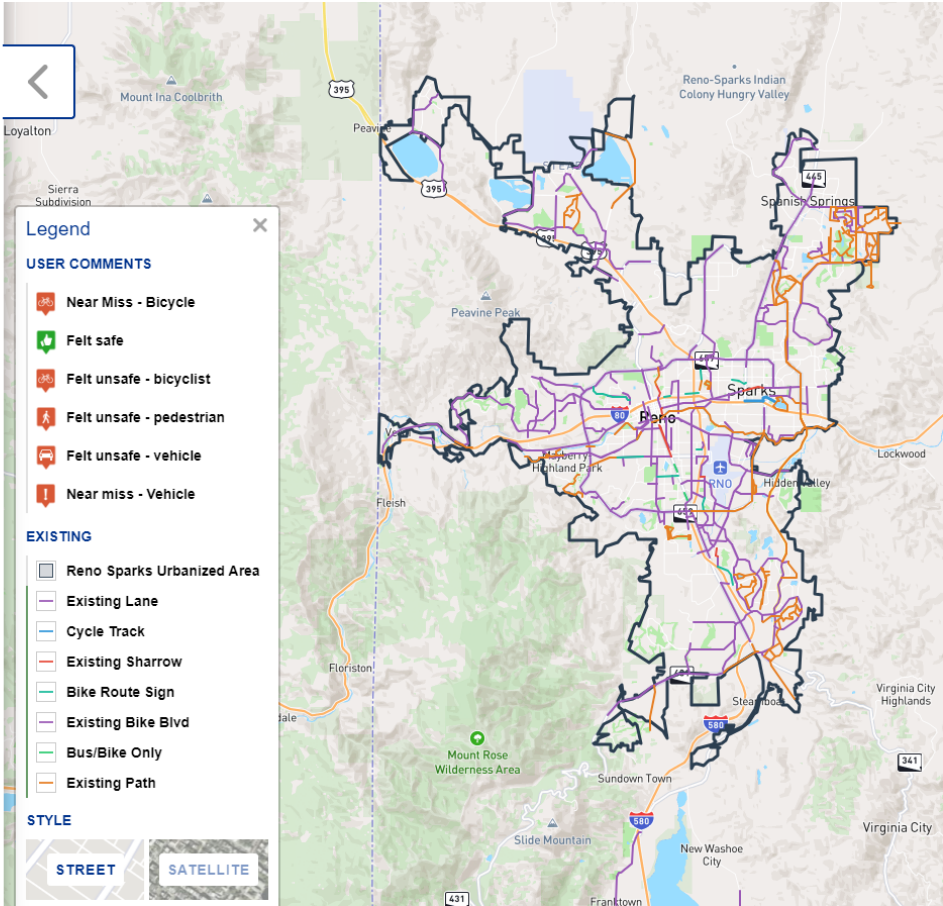 395
Mount Ina Coolbrith
Reno-Sparks Indian
Colony Hungry Valley
Loyalton
Peavine
STEAD
445
395
Sierra
Subdivision
Spanish Springs
Legend
USER COMMENTS
Near Miss - Bicycle
Felt safe
Felt unsafe - bicyclist
Felt unsafe - pedestrian
Felt unsafe - vehicle
Near miss - Vehicle
EXISTING
Reno Sparks Urbanized Area
Existing Lane
Cycle Track
Existing Sharrow
Bike Route Sign
Existing Bike Blvd
Bus/Bike Only
Existing Path
STYLE
STREET
SATELLITE
395
Peavine Peak
Sparks
80
Reno
Mayberry
Highland Park
RNO
Hidden Valley
Lockwood
Fleish
659
Floriston
Steamboat
580
Virginia City
Highlands
Mount Rose
Wilderness Area
341
Sundown Town
580
Slide Mountain
Virginia City
New Washoe
City
431
Franktown